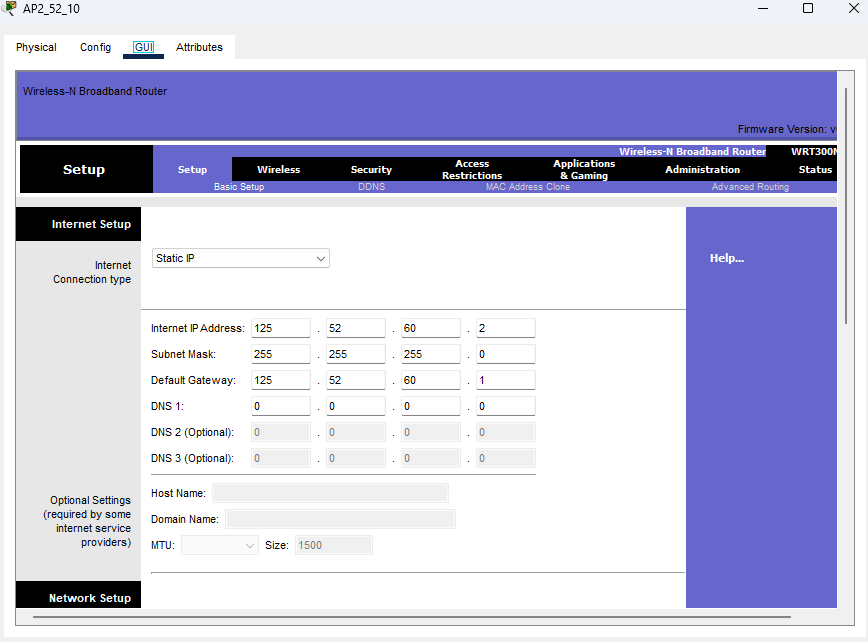 AP2_52_10
Physical Config GUI Attributes
Wireless-N Broadband Router
Firmware Version: v
Wireless-N Broadband Router WRT300N
Setup
Setup Wireless Security Access Restrictions Applications & Gaming Administration Status
Basic Setup DDNS MAC Address Clone Advanced Routing
Internet Setup
Internet
Connection type
Static IP
Help...
Internet IP Address: 125 . 52 . 60 . 2
Subnet Mask: 255 . 255 . 255 . 0
Default Gateway: 125 . 52 . 60 . 1
DNS 1: 0 . 0 . 0 . 0
DNS 2 (Optional): 0 . 0 . 0 . 0
DNS 3 (Optional): 0 . 0 . 0 . 0
Optional Settings
(required by some
internet service
providers)
Host Name:
Domain Name:
MTU: Size: 1500
Network Setup